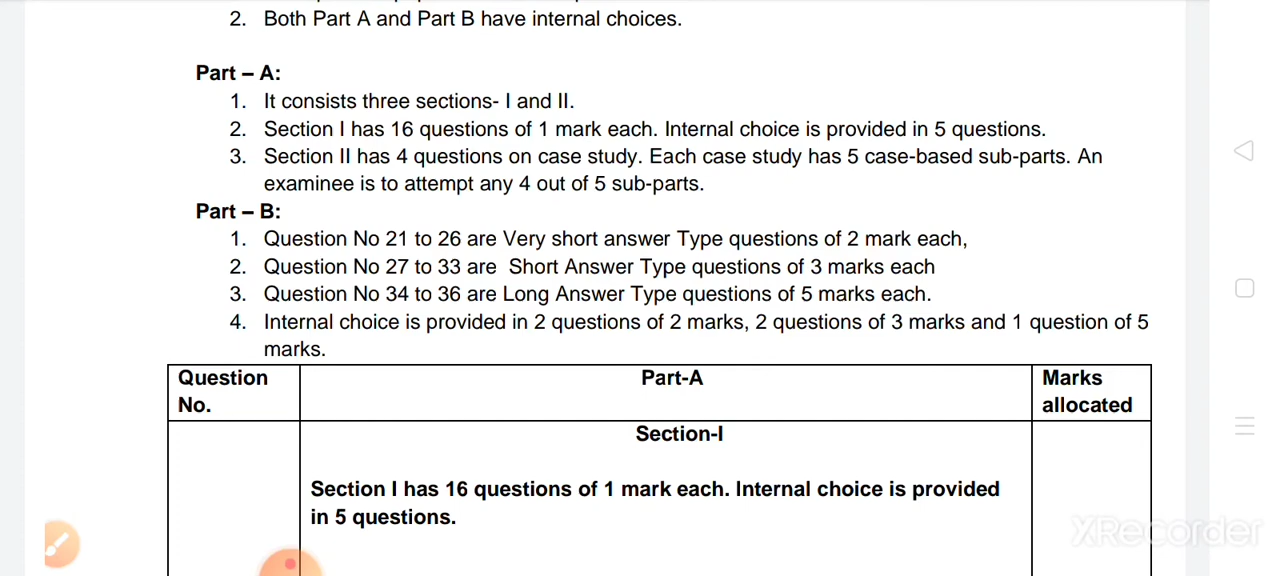 2. Both Part A and Part B have internal choices.
Part – A:
1. It consists three sections- I and II.
2. Section I has 16 questions of 1 mark each. Internal choice is provided in 5 questions.
3. Section II has 4 questions on case study. Each case study has 5 case-based sub-parts. An
examinee is to attempt any 4 out of 5 sub-parts.
Part – B:
1. Question No 21 to 26 are Very short answer Type questions of 2 mark each,
2. Question No 27 to 33 are Short Answer Type questions of 3 marks each
3. Question No 34 to 36 are Long Answer Type questions of 5 marks each.
4. Internal choice is provided in 2 questions of 2 marks, 2 questions of 3 marks and 1 question of 5
marks.
Question
No.
Part-A
Marks
allocated
Section-I
Section I has 16 questions of 1 mark each. Internal choice is provided
in 5 questions.
XRecorder